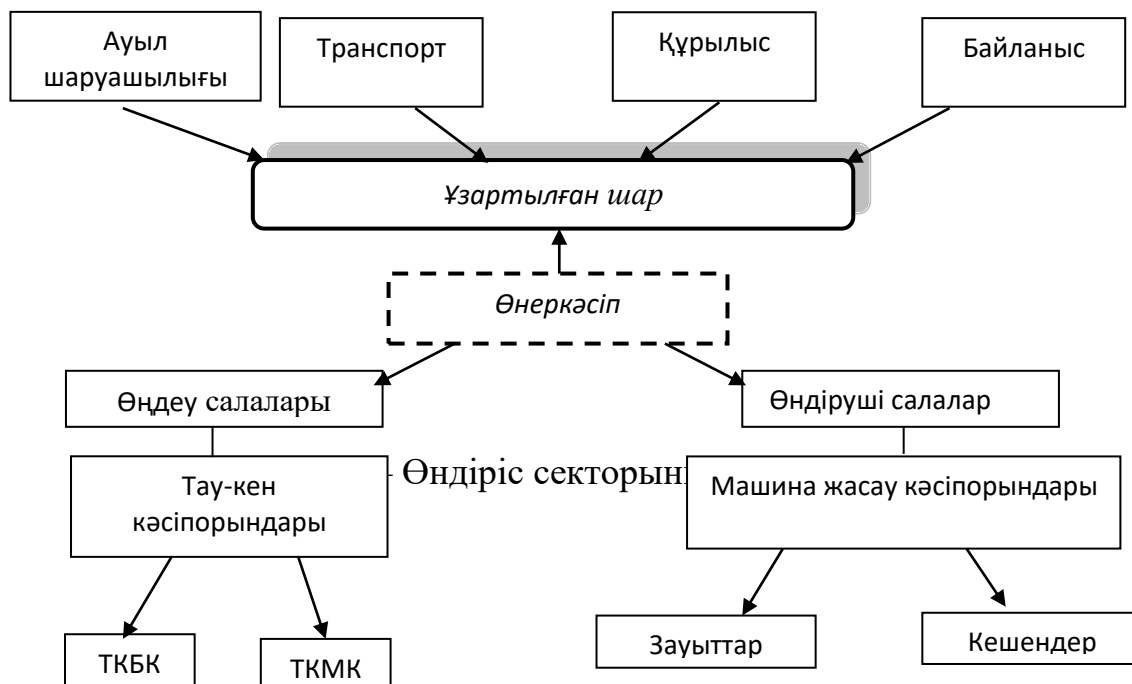 Ауыл
шаруашылығы
Транспорт
Құрылыс
Байланыс
Ұзартылған шар
Өнеркәсіп
Өңдеу салалары
Өндіруші салалар
Өндіріс
Тау-кен
кәсіпорындары
Машина жасау кәсіпорындары
ТКБК
ТКМК
Зауыттар
Кешендер